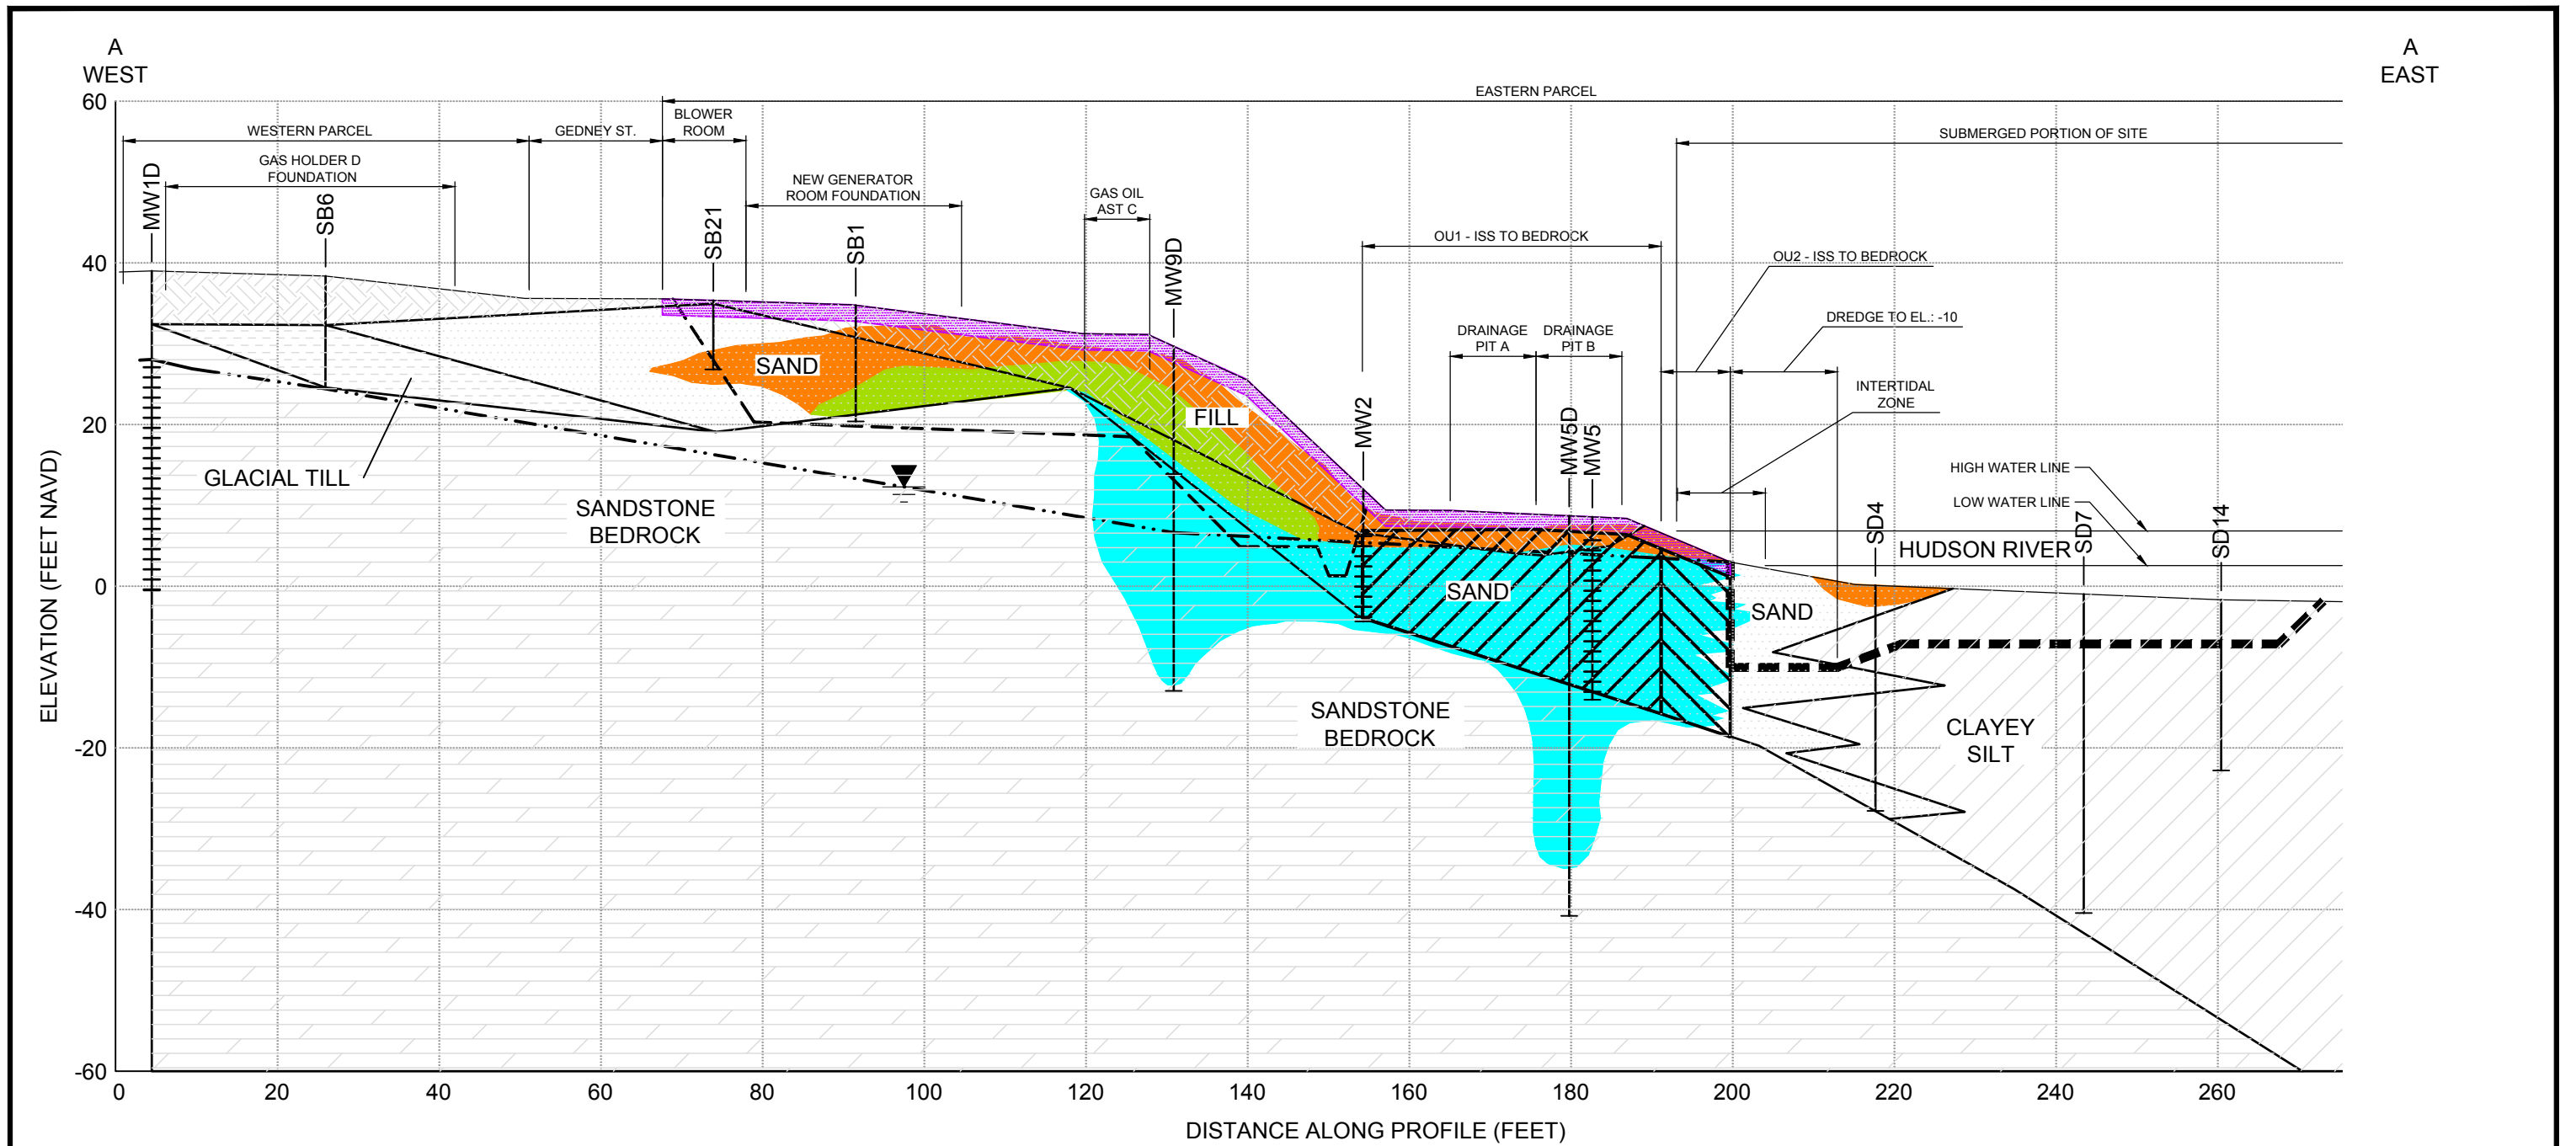 A
WEST
A
EAST
60
40
20
0
-20
-40
-60
ELEVATION (FEET NAVD)
EASTERN PARCEL
WESTERN PARCEL
GEDNEY ST.
BLOWER
ROOM
SUBMERGED PORTION OF SITE
GAS HOLDER D
FOUNDATION
NEW GENERATOR
ROOM FOUNDATION
GAS OIL
AST C
OU1 - ISS TO BEDROCK
OU2 - ISS TO BEDROCK
DREDGE TO EL.: -10
DRAINAGE
PIT A
DRAINAGE
PIT B
INTERTIDAL
ZONE
MW1D
SB6
SB21
SB1
MW9D
MW2
MW5D
MW5
SD4
SD7
SD14
HIGH WATER LINE
LOW WATER LINE
HUDSON RIVER
SAND
FILL
GLACIAL TILL
SANDSTONE
BEDROCK
SAND
SAND
SANDSTONE
BEDROCK
CLAYEY
SILT
0
20
40
60
80
100
120
140
160
180
200
220
240
260
DISTANCE ALONG PROFILE (FEET)